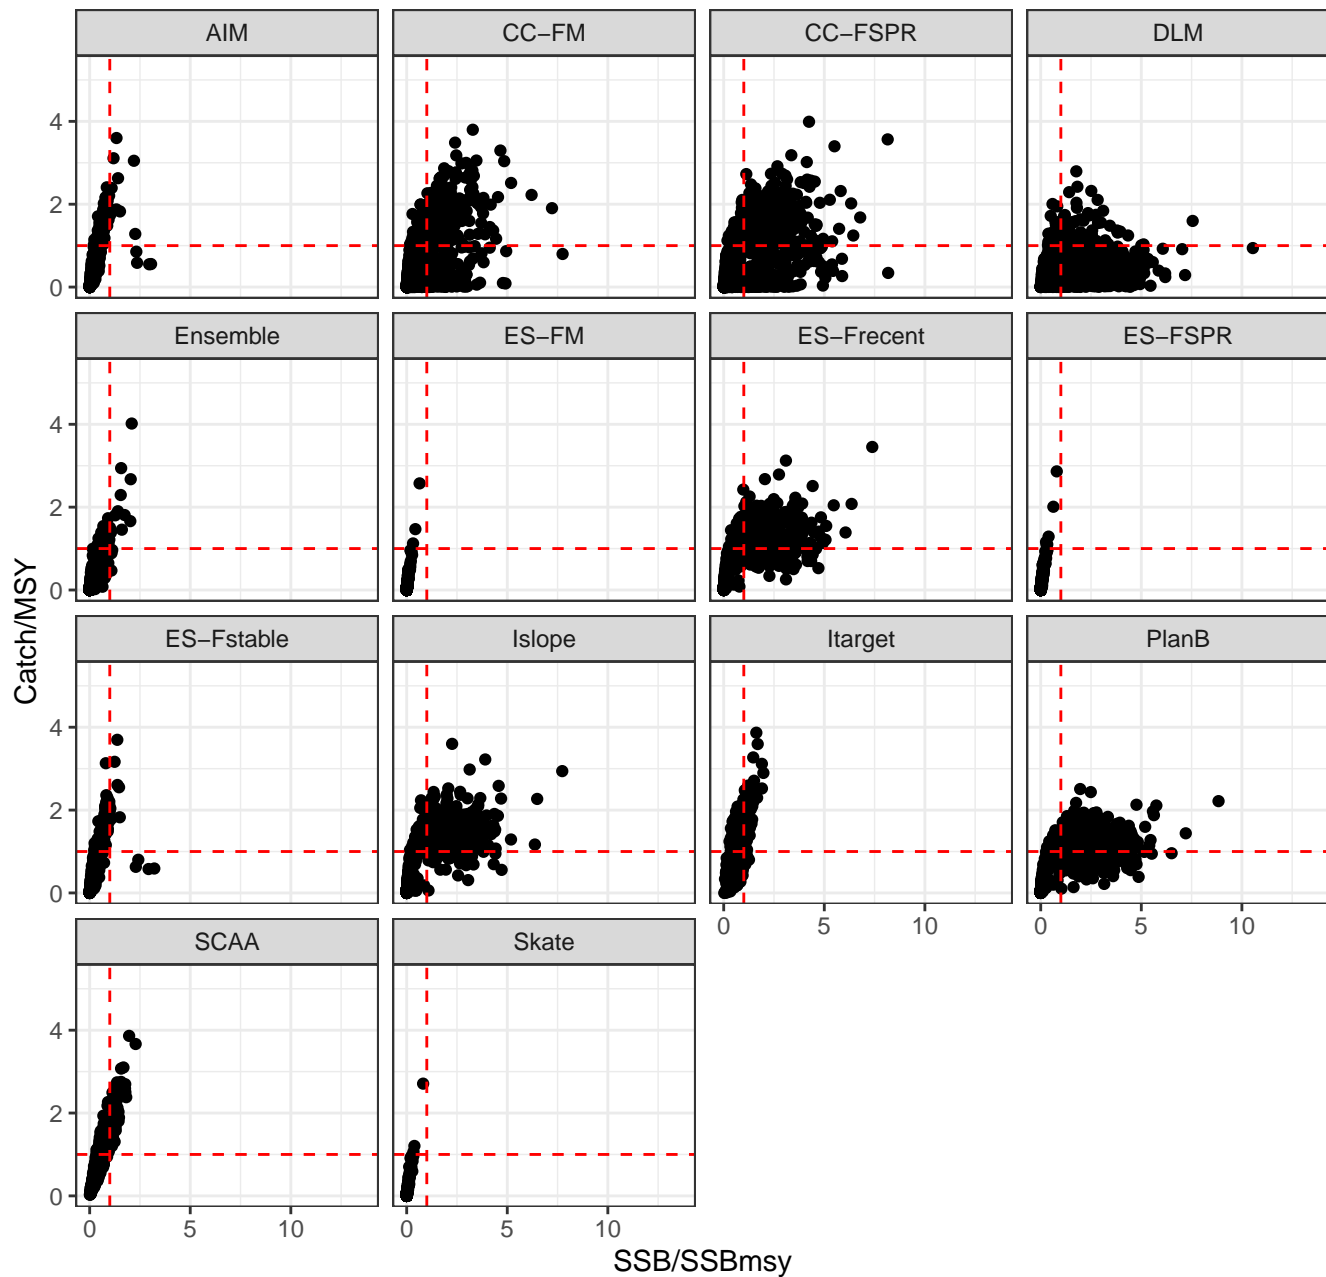 AIM
CC−FM
CC−FSPR
DLM
4
2
0
Ensemble
ES−FM
ES−Frecent
ES−FSPR
4
2
0
ES−Fstable
Islope
Itarget
PlanB
4
2
0
0 5 10
0 5 10
SCAA
Skate
4
2
0
0 5 10
0 5 10
SSB/SSBmsy
Catch/MSY